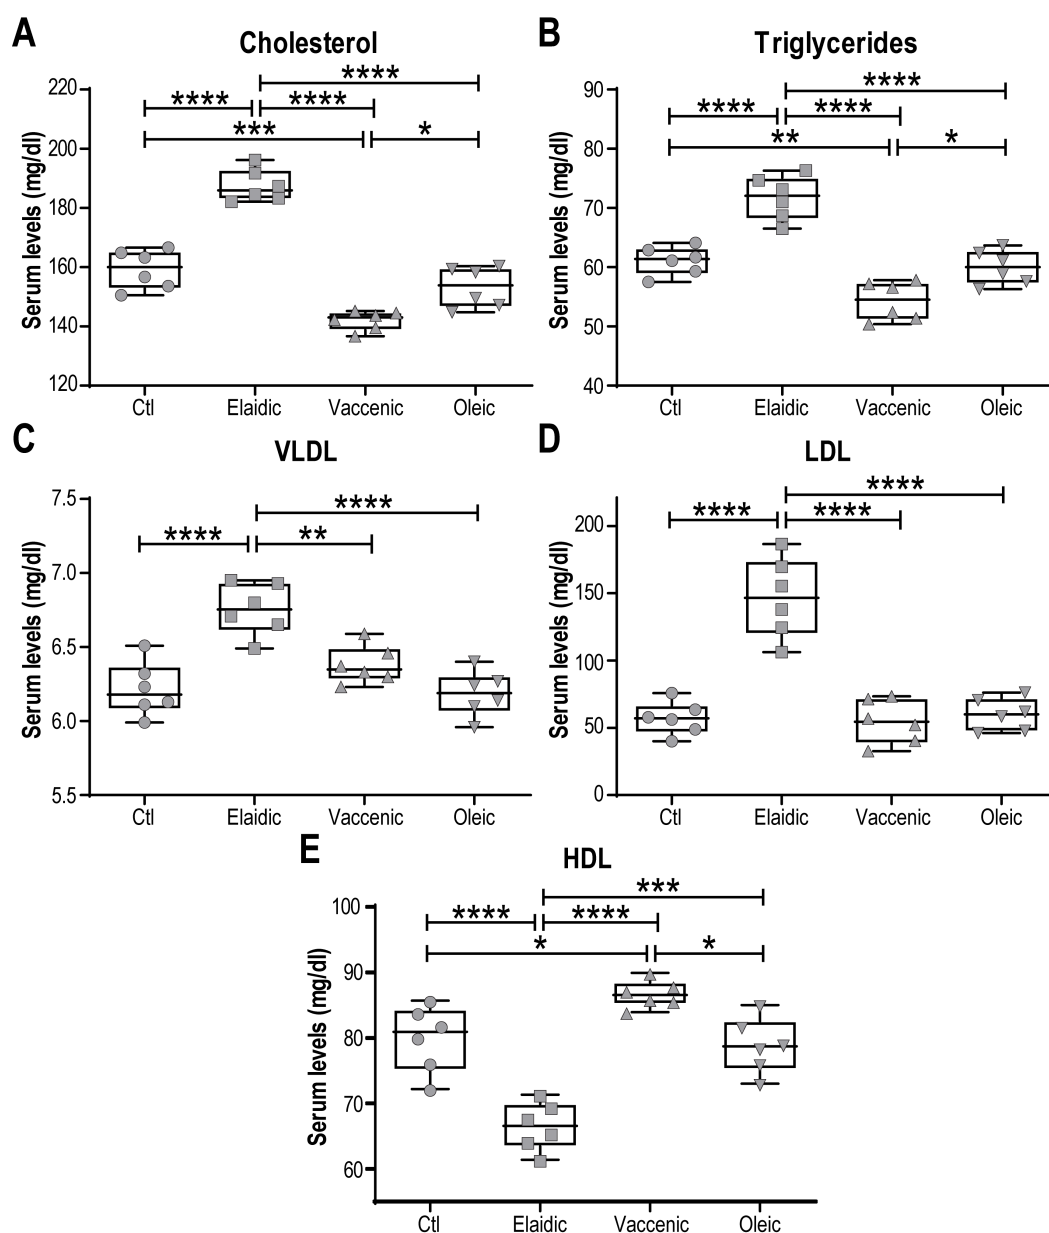 A
Cholesterol
Serum levels (mg/dl)
220
200
180
160
140
120
****
**** ****
*** *
Ctl Elaidic Vaccenic Oleic
B
Triglycerides
Serum levels (mg/dl)
90
80
70
60
50
40
****
**** ****
** *
Ctl Elaidic Vaccenic Oleic
C
VLDL
Serum levels (mg/dl)
7.5
7.0
6.5
6.0
5.5
****
**** **
Ctl Elaidic Vaccenic Oleic
D
LDL
Serum levels (mg/dl)
200
150
100
50
0
****
**** ****
Ctl Elaidic Vaccenic Oleic
E
HDL
Serum levels (mg/dl)
100
90
80
70
60
***
**** ****
* *
Ctl Elaidic Vaccenic Oleic